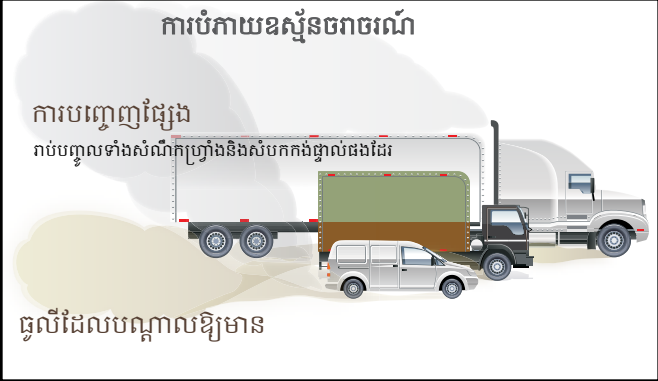 ការបំភាយឧស្ម័នចរាចរណ៍
ការបញ្ចេញផ្សែង
រាប់បញ្ចូលទាំងសំណឹកហ្វ្រាំងនិងសំបកកង់ផ្ទាល់ផងដែរ
ធូលីដែលបណ្តាលឱ្យមាន